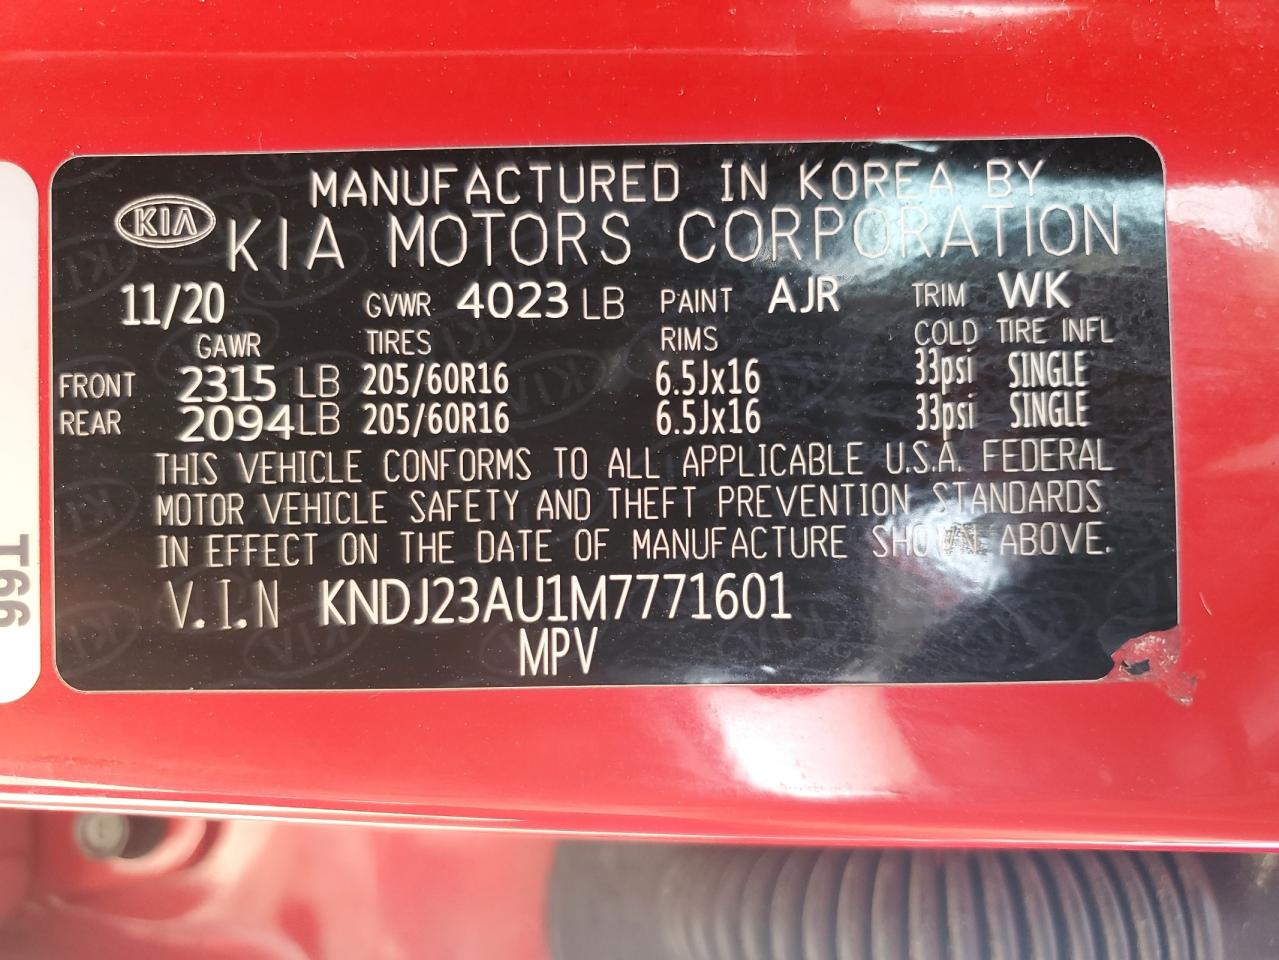 MANUFACTURED IN KOREA BY
KIA KIA MOTORS CORPORATION
11/20 GVWR 4023 LB PAINT AJR TRIM WK
GAWR TIRES RIMS COLD TIRE INFL
FRONT 2315 LB 205/60R16 6.5Jx16 33psi SINGLE
REAR 2094LB 205/60R16 6.5Jx16 33psi SINGLE
THIS VEHICLE CONFORMS TO ALL APPLICABLE U.S.A. FEDERAL
MOTOR VEHICLE SAFETY AND THEFT PREVENTION STANDARDS
IN EFFECT ON THE DATE OF MANUFACTURE SHOWN ABOVE.
V.I.N KNDJ23AU1M7771601
MPV
T66